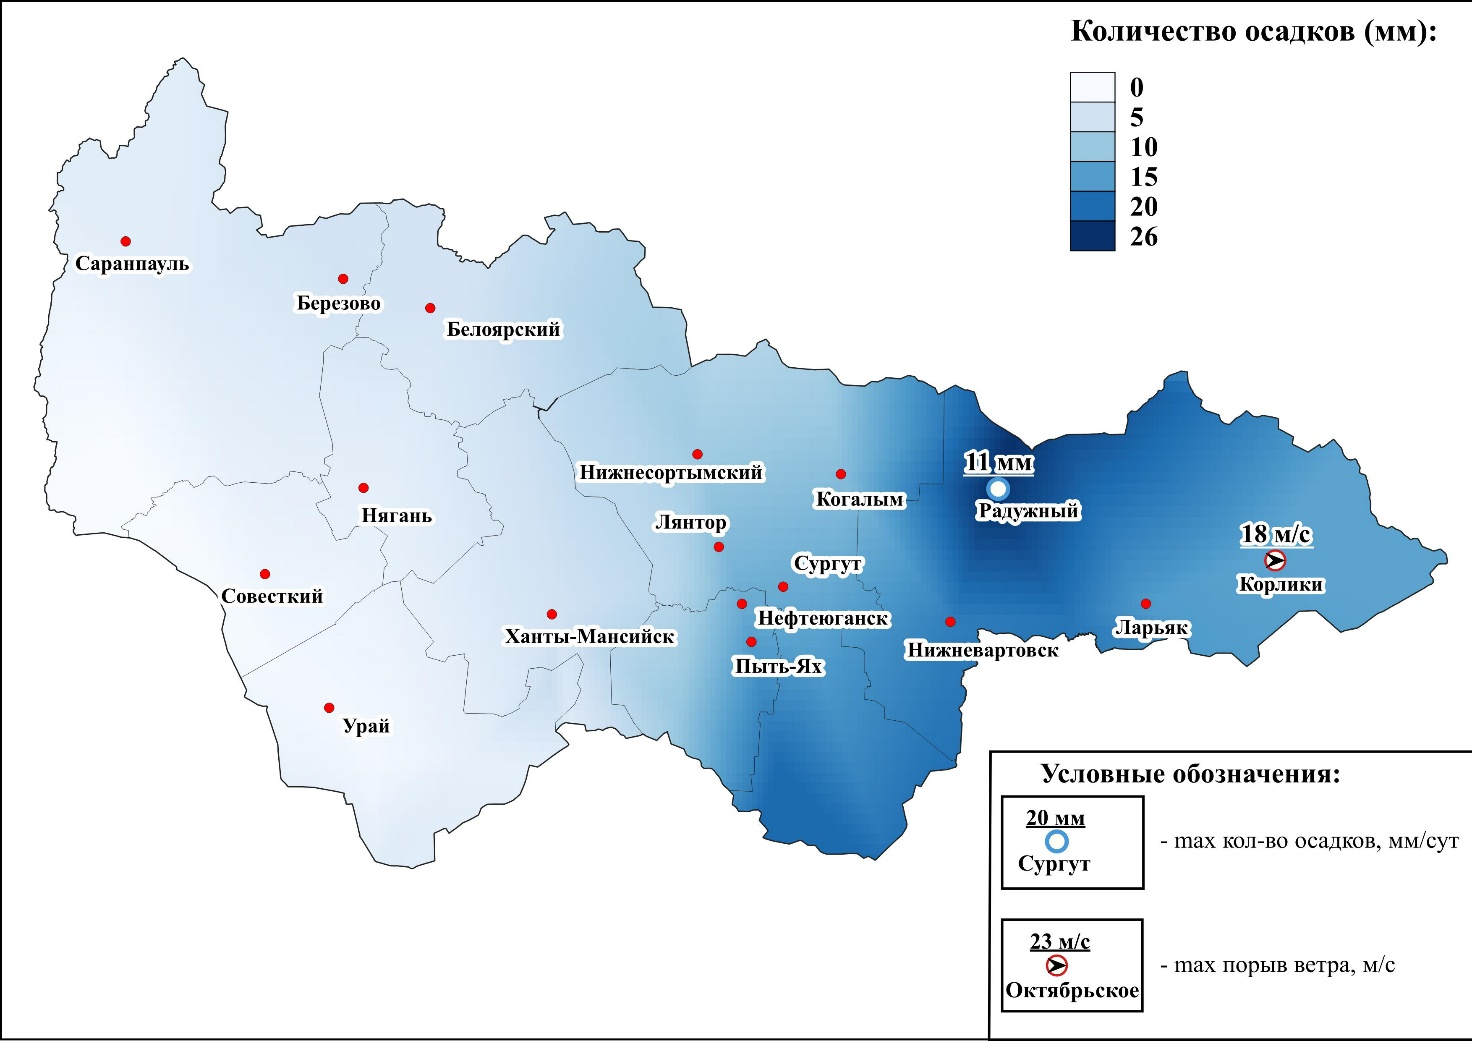 Количество осадков (мм):
0
5
10
15
20
26
Саранпауль
Березово
Белоярский
Нижнесортымский
11 мм
Радужный
Когалым
Нягань
Лянтор
18 м/с
Корлики
Сургут
Совесткий
Нефтеюганск
Ларьяк
Ханты-Мансийск
Нижневартовск
Пыть-Ях
Урай
Условные обозначения:
20 мм
Сургут
- max кол-во осадков, мм/сут
23 м/с
Октябрьское
- max порыв ветра, м/с